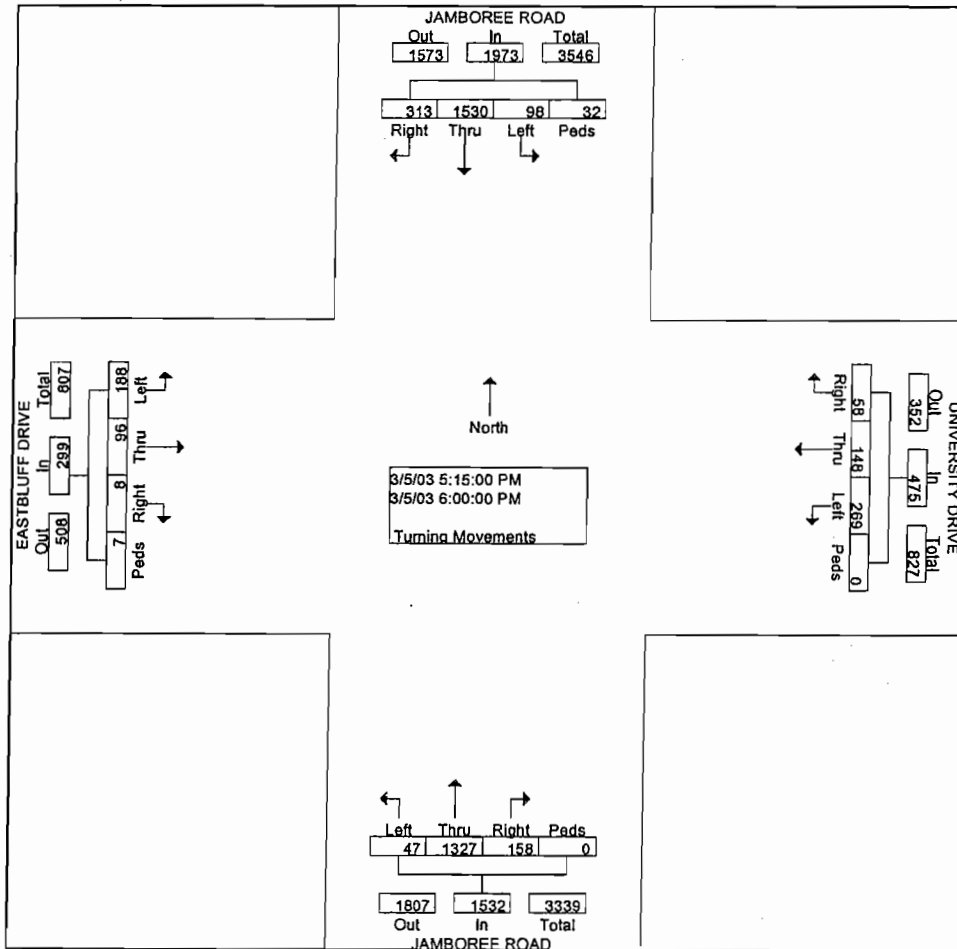 JAMBOREE ROAD
Out In Total
1573 1973 3546
313 1530 98 32
Right Thru Left Peds
EASTBLUFF DRIVE
Total In Out
807 299 508
188 96 8 7
Left Thru Right Peds
North
3/5/03 5:15:00 PM
3/5/03 6:00:00 PM
Turning Movements
Right Thru Left Peds
58 148 269 0
Out In Total
352 475 827
UNIVERSITY DRIVE
Left Thru Right Peds
47 1327 158 0
1807 1532 3339
Out In Total
JAMBOREE ROAD